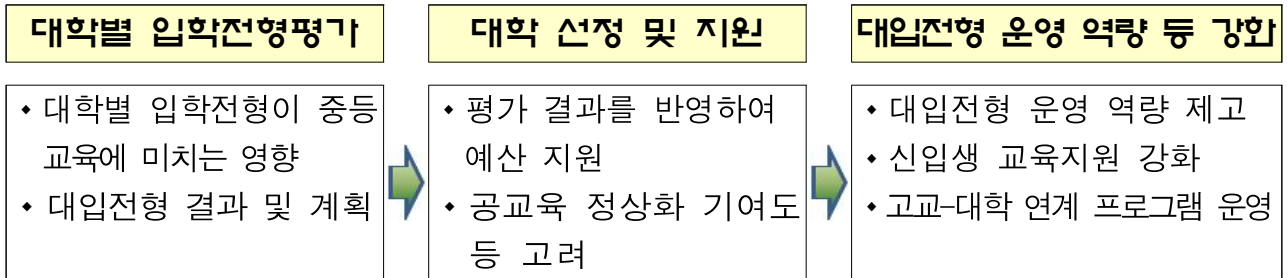 대학별 입학전형평가
대학 선정 및 지원
대입전형 운영 역량 등 강화
◆ 대학별 입학전형이 중등
교육에 미치는 영향
◆ 대입전형 결과 및 계획
◆ 평가 결과를 반영하여
예산 지원
◆ 공교육 정상화 기여도
등 고려
◆ 대입전형 운영 역량 제고
◆ 신입생 교육지원 강화
◆ 고교-대학 연계 프로그램 운영